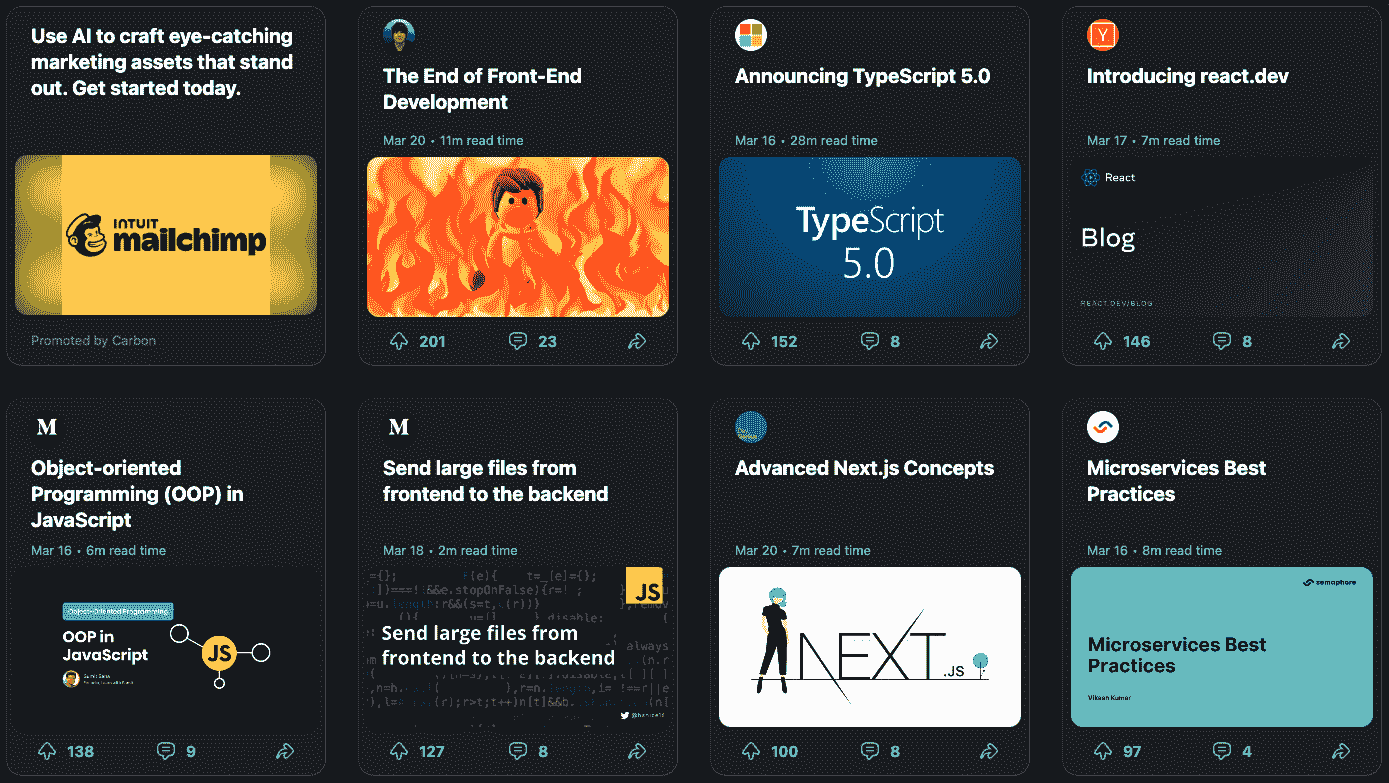 Use AI to craft eye-catching
marketing assets that stand
out. Get started today.
INTUIT
mailchimp
Promoted by Carbon
The End of Front-End
Development
Mar 20 • 11m read time
201
23
Announcing TypeScript 5.0
Mar 16 • 28m read time
TypeScript
5.0
152
8
Y
Introducing react.dev
Mar 17 • 7m read time
React
Blog
REACT.DEV/BLOG
146
8
M
Object-oriented
Programming (OOP) in
JavaScript
Mar 16 • 6m read time
Object-Oriented Programming
OOP in
JavaScript
JS
138
9
M
Send large files from
frontend to the backend
Mar 18 • 2m read time
JS
Send large files from
frontend to the backend
127
8
Advanced Next.js Concepts
Mar 20 • 7m read time
NEXT.JS
100
8
Microservices Best
Practices
Mar 16 • 8m read time
semaphore
Microservices Best
Practices
Vikash Kumar
97
4